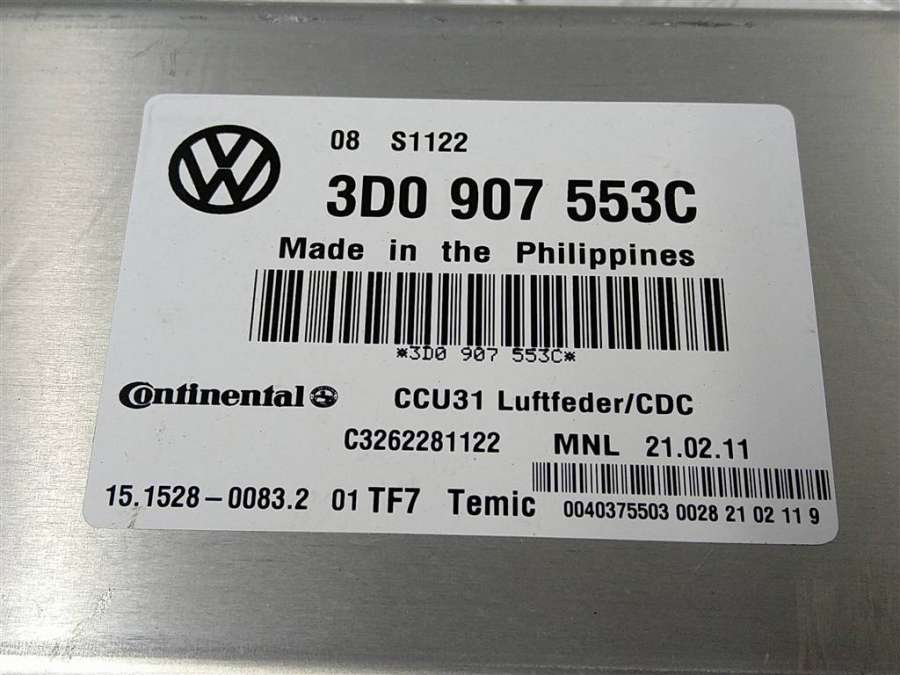 08 S1122
3D0 907 553C
Made in the Philippines
*3D0 907 553C*
Continental CCU31 Luftfeder/CDC
C3262281122 MNL 21.02.11
15.1528-0083.2 01 TF7 Temic 0040375503 0028 21 02 11 9